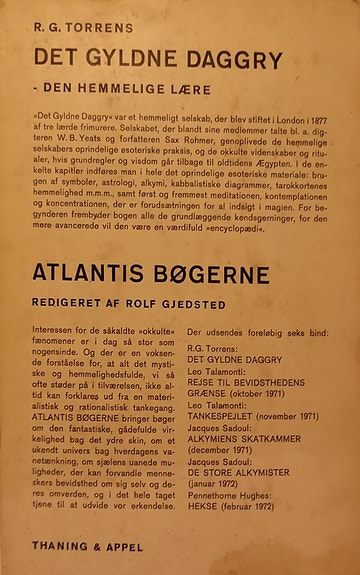 R. G. TORRENS
DET GYLDNE DAGGRY
- DEN HEMMELIGE LÆRE
»Det Gyldne Daggry« var et hemmeligt selskab, der blev stiftet i London i 1877
af tre lærde frimurere. Selskabet, der blandt sine medlemmer talte bl. a. dig-
teren W. B. Yeats og forfatteren Sax Rohmer, genoplivede de hemmelige
selskabers oprindelige esoteriske praksis, og de okkulte videnskaber og ritu-
aler, hvis grundregler og visdom går tilbage til oldtidens Ægypten. I de en-
kelte kapitler indføres man i hele det oprindelige esoteriske materiale: brug-
en af symboler, astrologi, alkymi, kabbalistiske diagrammer, tarokkortenes
hemmelighed m.m.m., samt først og fremmest meditationen, kontemplationen
og koncentrationen, der er forudsætningen for al indsigt i magien. For be-
gynderen frembyder bogen alle de grundlæggende kendsgerninger, for den
mere avancerede vil den være en værdifuld »encyclopædi«.
ATLANTIS BØGERNE
REDIGERET AF ROLF GJEDSTED
Interessen for de såkaldte »okkulte«
fænomener er i dag så stor som
nogensinde. Og der er en voksen-
de forståelse for, at alt det mysti-
ske og hemmelighedsfulde, vi så
ofte støder på i tilværelsen, ikke al-
tid kan forklares ud fra en materi-
alistisk og rationalistisk tankegang.
ATLANTIS BØGERNE bringer bøger
om den fantastiske, gådefulde vir-
kelighed bag det ydre skin, om et
ukendt univers bag hverdagens va-
netænkning, om sjælens uanede mu-
ligheder, der kan forvandle menne-
skers bevidsthed om sig selv og de-
res omverden, og i det hele taget
tjene til at udvide vor erkendelse.
Der udsendes foreløbig seks bind:
R.G. Torrens:
DET GYLDNE DAGGRY
Leo Talamonti:
REJSE TIL BEVIDSTHEDENS
GRÆNSE (oktober 1971)
Leo Talamonti:
TANKESPEJLET (november 1971)
Jacques Sadoul:
ALKYMIENS SKATKAMMER
(december 1971)
Jacques Sadoul:
DE STORE ALKYMISTER
(januar 1972)
Pennethorne Hughes:
HEKSE (februar 1972)
THANING & APPEL